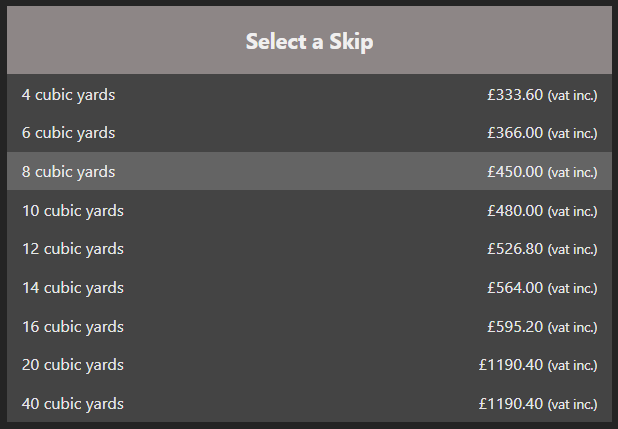 Select a Skip
4 cubic yards £333.60 (vat inc.)
6 cubic yards £366.00 (vat inc.)
8 cubic yards £450.00 (vat inc.)
10 cubic yards £480.00 (vat inc.)
12 cubic yards £526.80 (vat inc.)
14 cubic yards £564.00 (vat inc.)
16 cubic yards £595.20 (vat inc.)
20 cubic yards £1190.40 (vat inc.)
40 cubic yards £1190.40 (vat inc.)